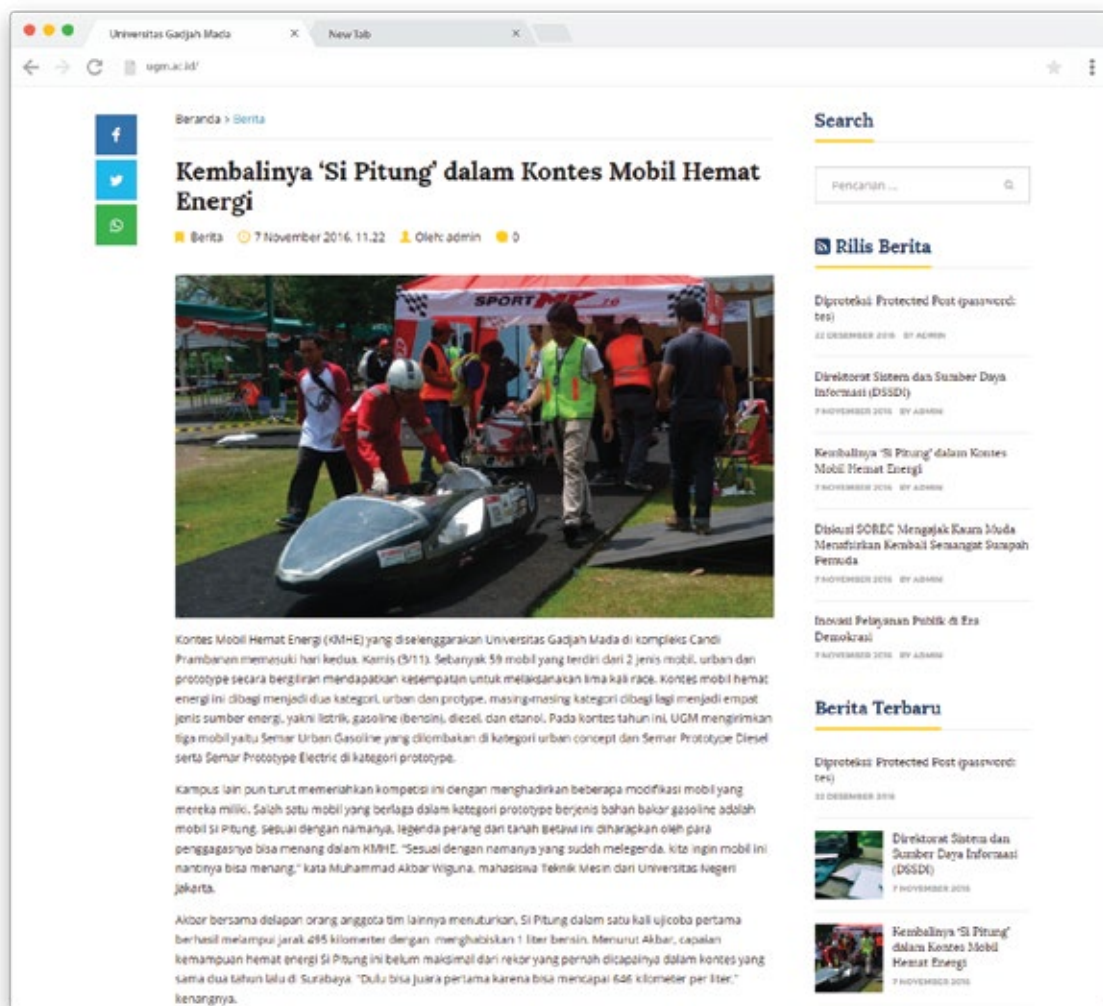 Universitas Gadjah Mada
New Tab
ugm.ac.id/
Beranda > Berita
Kembalinya ‘Si Pitung’ dalam Kontes Mobil Hemat
Energi
Berita 7 November 2016, 11.22 Oleh: admin 0
SPORT
Kontes Mobil Hemat Energi (KMHE) yang diselenggarakan Universitas Gadjah Mada di kompleks Candi
Prambanan memasuki hari kedua, Kamis (3/11). Sebanyak 59 mobil yang terdiri dari 2 jenis mobil, urban dan
prototype secara bergiliran mendapatkan kesempatan untuk melaksanakan lima kali race. Kontes mobil hemat
energi ini dibagi menjadi dua kategori, urban dan protype, masing-masing kategori dibagi lagi menjadi empat
jenis sumber energi, yakni listrik, gasoline (bensin), diesel, dan etanol. Pada kontes tahun ini, UGM mengirimkan
tiga mobil yaitu Semar Urban Gasoline yang dilombakan di kategori urban concept dan Semar Prototype Diesel
serta Semar Prototype Electric di kategori prototype.
Kampus lain pun turut memeriahkan kompetisi ini dengan menghadirkan beberapa modifikasi mobil yang
mereka miliki. Salah satu mobil yang berlaga dalam kategori prototype berjenis bahan bakar gasoline adalah
mobil Si Pitung. Sesuai dengan namanya, legenda perang dari tanah Betawi ini diharapkan oleh para
penggagasnya bisa menang dalam KMHE. “Sesuai dengan namanya yang sudah melegenda, kita ingin mobil ini
nantinya bisa menang,” kata Muhammad Akbar Wiguna, mahasiswa Teknik Mesin dari Universitas Negeri
Jakarta.
Akbar bersama delapan orang anggota tim lainnya menuturkan, Si Pitung dalam satu kali ujicoba pertama
berhasil melampui jarak 495 kilomerter dengan menghabiskan 1 liter bensin. Menurut Akbar, capaian
kemampuan hemat energi Si Pitung ini belum maksimal dari rekor yang pernah dicapainya dalam kontes yang
sama dua tahun lalu di Surabaya. “Dulu bisa juara pertama karena bisa mencapai 646 kilometer per liter,”
kenangnya.
Search
Pencarian ...
Rilis Berita
Diproteksi: Protected Post (password:
tes)
22 DESEMBER 2016 BY ADMIN
Direktorat Sistem dan Sumber Daya
Informasi (DSSDI)
7 NOVEMBER 2016 BY ADMIN
Kembalinya ‘Si Pitung’ dalam Kontes
Mobil Hemat Energi
7 NOVEMBER 2016 BY ADMIN
Diskusi SOREC Mengajak Kaum Muda
Menafsirkan Kembali Semangat Sumpah
Pemuda
7 NOVEMBER 2016 BY ADMIN
Inovasi Pelayanan Publik di Era
Demokrasi
7 NOVEMBER 2016 BY ADMIN
Berita Terbaru
Diproteksi: Protected Post (password:
tes)
22 DESEMBER 2016
Direktorat Sistem dan
Sumber Daya Informasi
(DSSDI)
7 NOVEMBER 2016
Kembalinya ‘Si Pitung’
dalam Kontes Mobil
Hemat Energi
7 NOVEMBER 2016